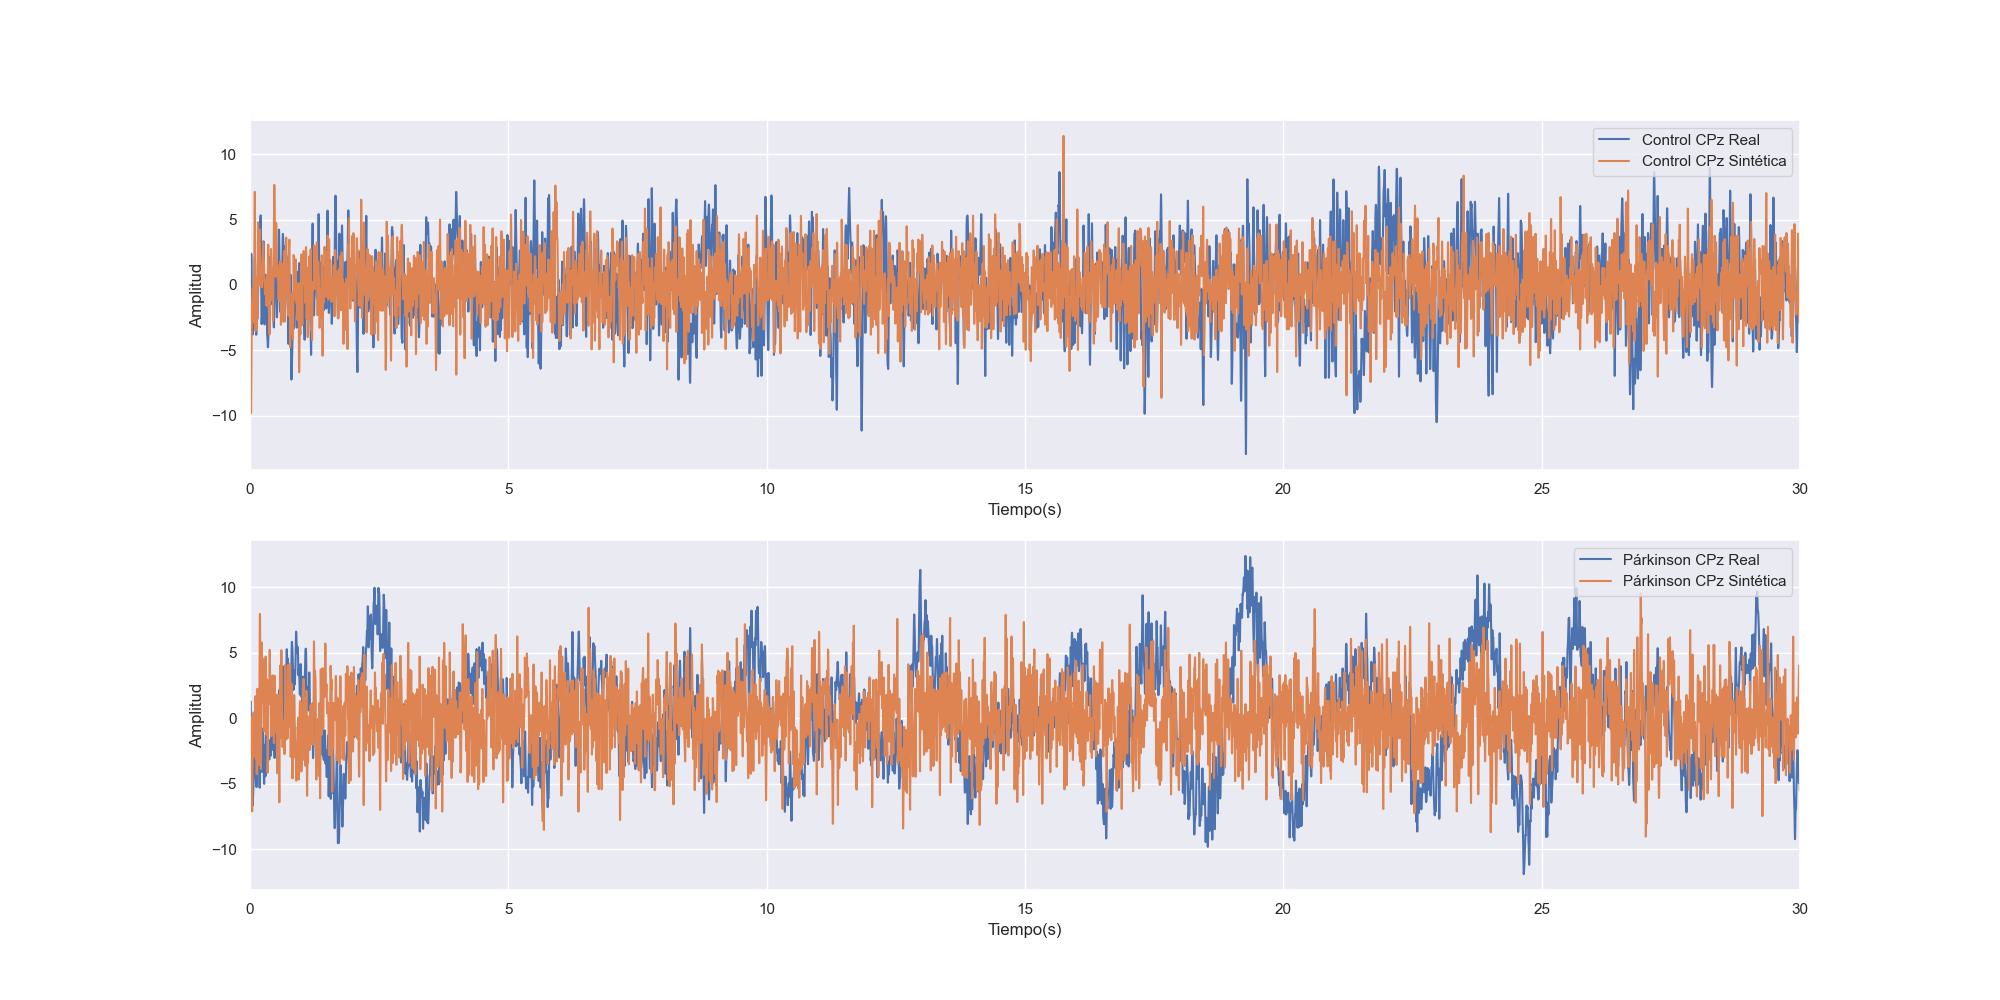 Control CPz Real
Control CPz Sintética
10
5
0
−5
−10
Amplitud
0 5 10 15 20 25 30
Tiempo(s)
Párkinson CPz Real
Párkinson CPz Sintética
10
5
0
−5
−10
Amplitud
0 5 10 15 20 25 30
Tiempo(s)